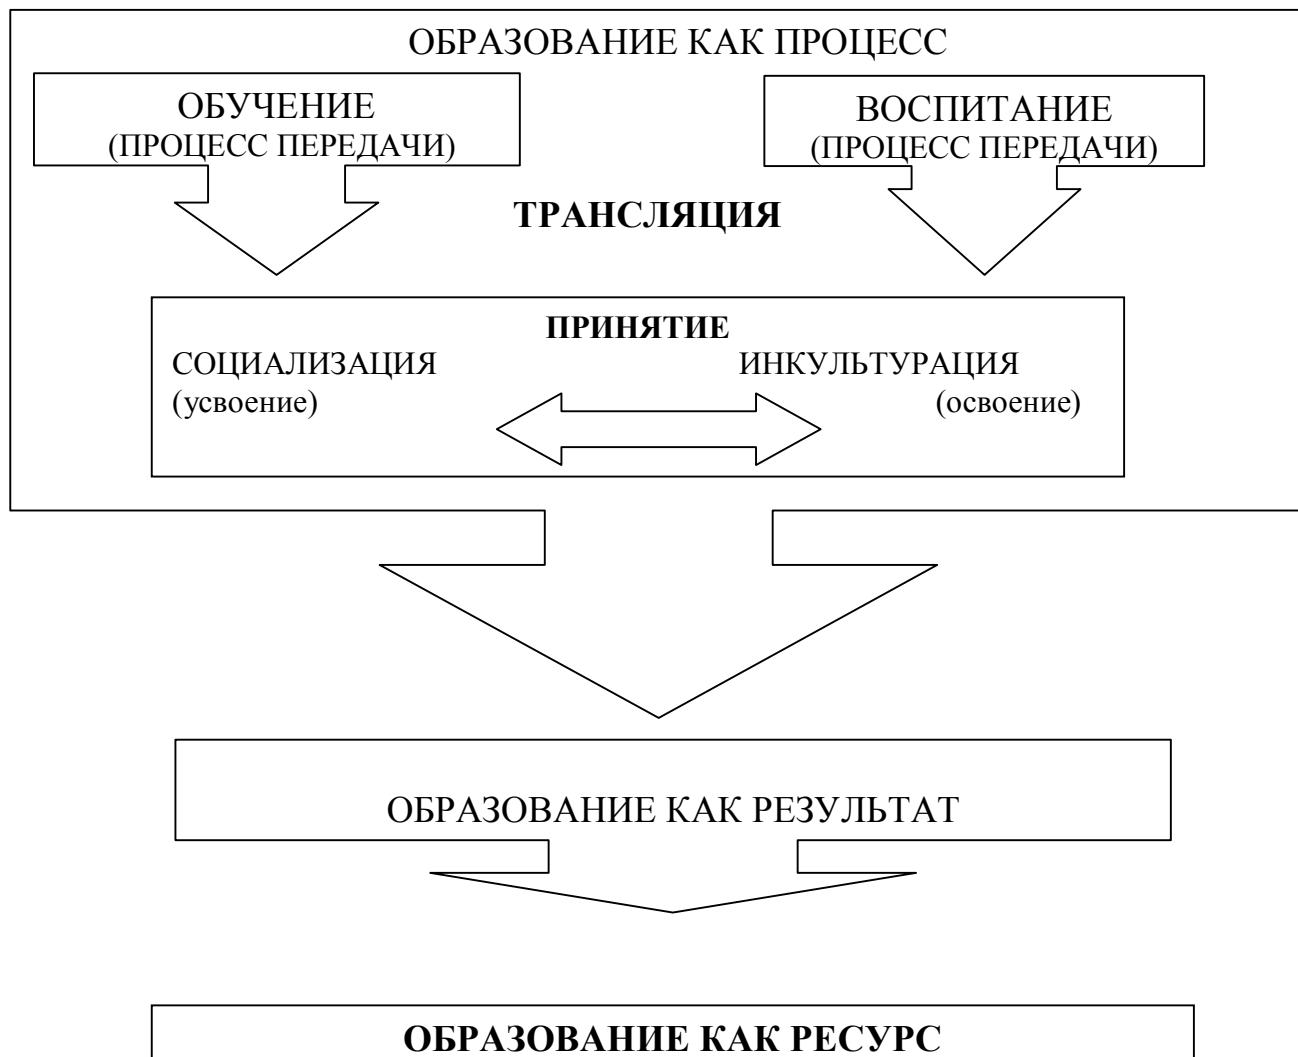 ОБРАЗОВАНИЕ КАК ПРОЦЕСС
ОБУЧЕНИЕ
(ПРОЦЕСС ПЕРЕДАЧИ)
ВОСПИТАНИЕ
(ПРОЦЕСС ПЕРЕДАЧИ)
ТРАНСЛЯЦИЯ
ПРИНЯТИЕ
СОЦИАЛИЗАЦИЯ ИНКУЛЬТУРАЦИЯ
(усвоение) (освоение)
ОБРАЗОВАНИЕ КАК РЕЗУЛЬТАТ
ОБРАЗОВАНИЕ КАК РЕСУРС